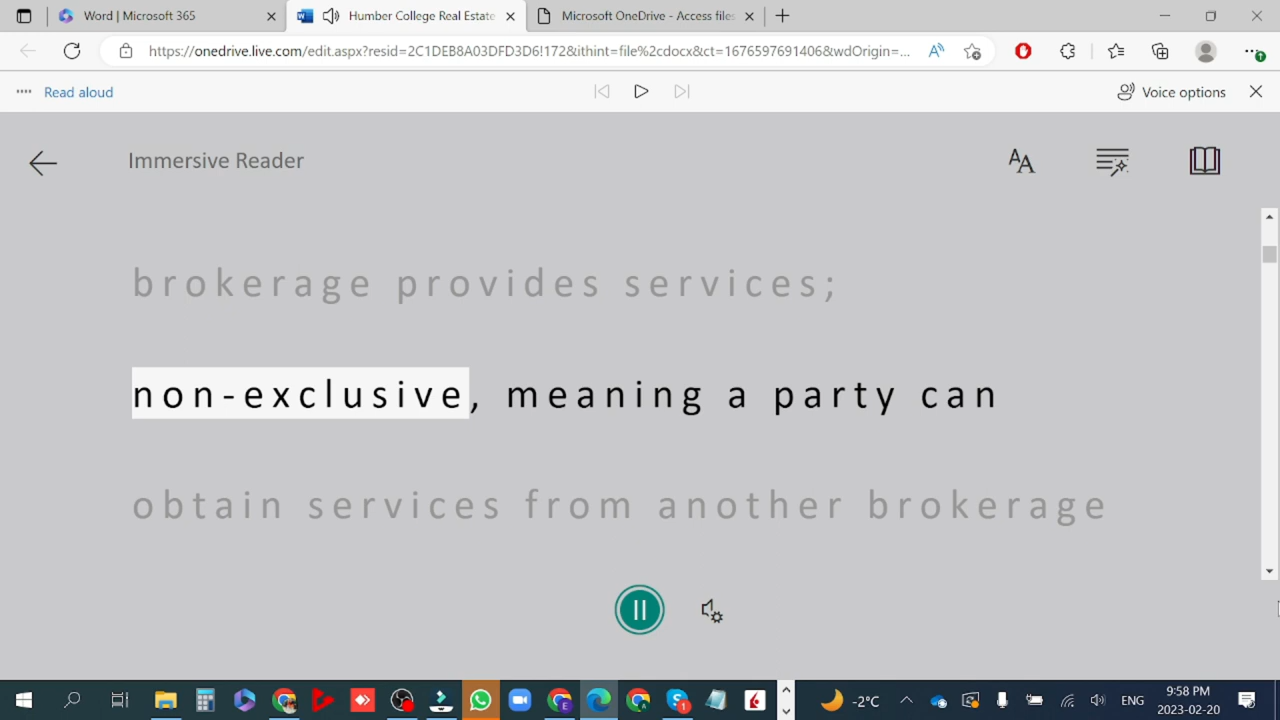 Word | Microsoft 365
Humber College Real Estate
Microsoft OneDrive - Access files
https://onedrive.live.com/edit.aspx?resid=2C1DEB8A03DFD3D6!172&ithint=file%2cdocx&ct=1676597691406&wdOrigin=...
Read aloud
Voice options
Immersive Reader
brokerage provides services;
non-exclusive, meaning a party can
obtain services from another brokerage
-2°C
ENG
9:58 PM
2023-02-20